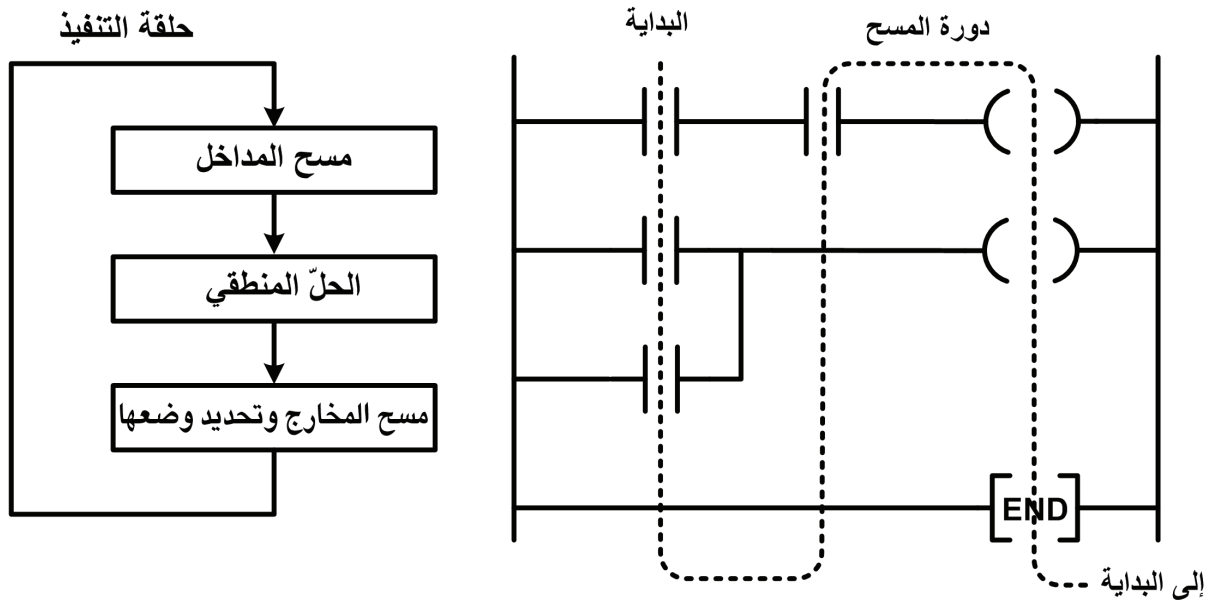 حلقة التنفيذ
مسح المداخل
الحلّ المنطقي
مسح المخارج وتحديد وضعها
البداية
دورة المسح
END
إلى البداية